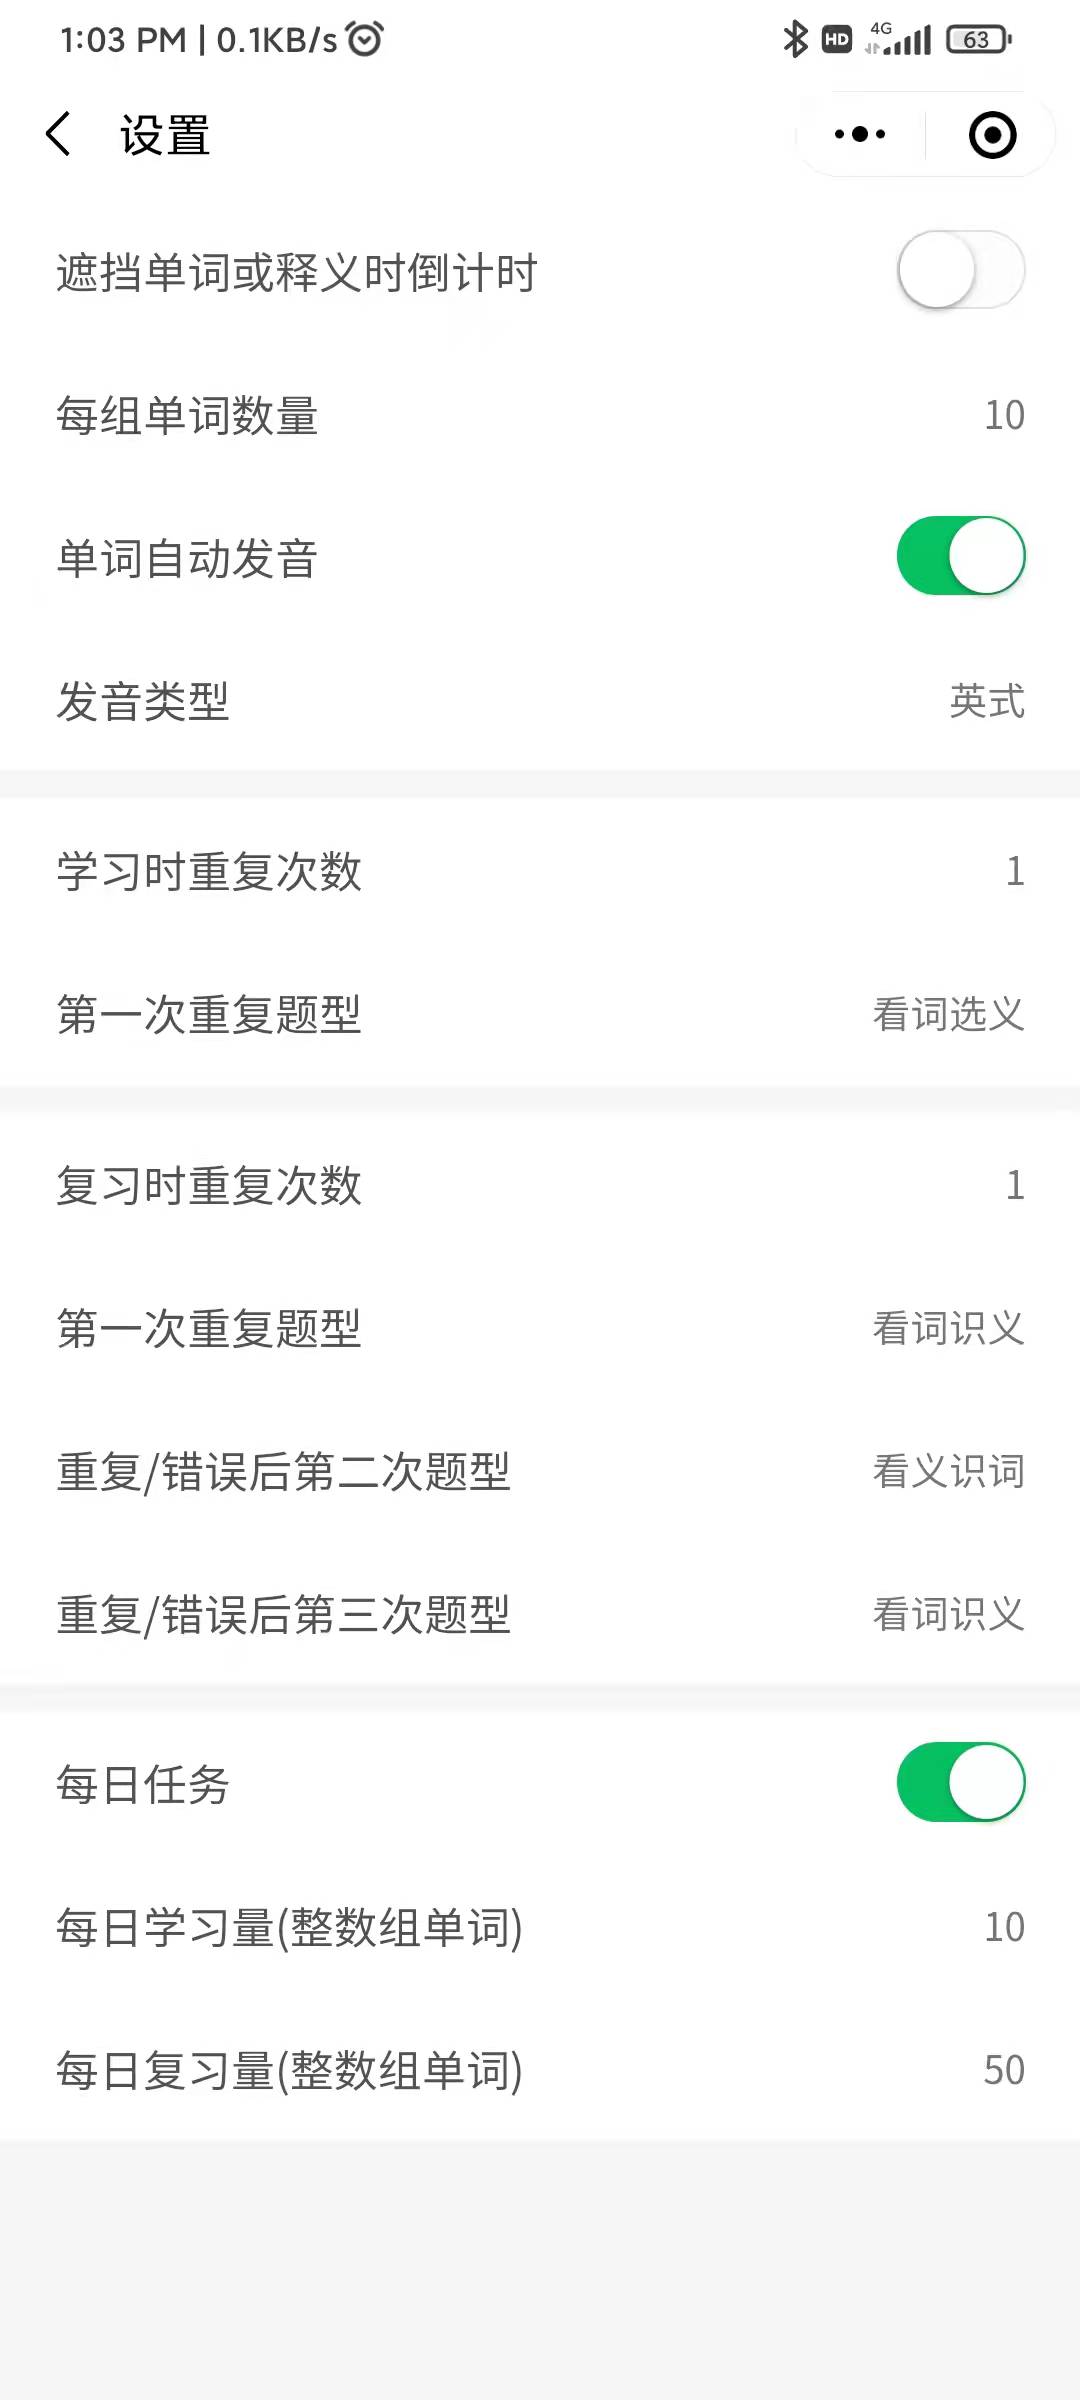 1:03 PM | 0.1KB/s HD 4G 63
设置
遮挡单词或释义时倒计时
每组单词数量 10
单词自动发音
发音类型 英式
学习时重复次数 1
第一次重复题型 看词选义
复习时重复次数 1
第一次重复题型 看词识义
重复/错误后第二次题型 看义识词
重复/错误后第三次题型 看词识义
每日任务
每日学习量(整数组单词) 10
每日复习量(整数组单词) 50